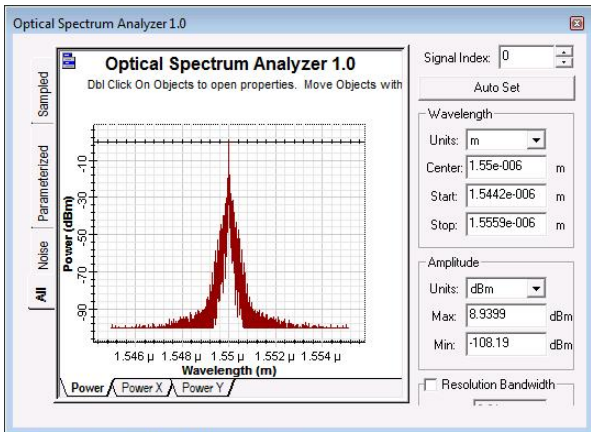 Optical Spectrum Analyzer 1.0
Optical Spectrum Analyzer 1.0
Dbl Click On Objects to open properties. Move Objects with
Sampled
Parameterized
Noise
All
Power (dBm)
-10
-30
-50
-70
-90
1.546 µ 1.548 µ 1.55 µ 1.552 µ 1.554 µ
Wavelength (m)
Power Power X Power Y
Signal Index: 0
Auto Set
Wavelength
Units: m
Center: 1.55e-006 m
Start: 1.5442e-006 m
Stop: 1.5559e-006 m
Amplitude
Units: dBm
Max: 8.9399 dBm
Min: -108.19 dBm
Resolution Bandwidth